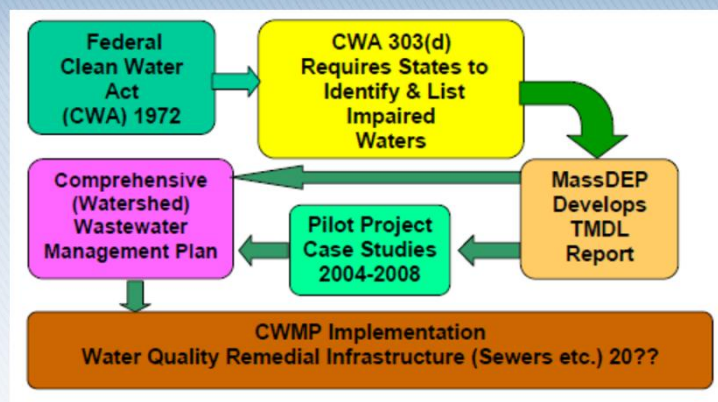 Federal
Clean Water
Act
(CWA) 1972
CWA 303(d)
Requires States to
Identify & List
Impaired
Waters
MassDEP
Develops
TMDL
Report
Pilot Project
Case Studies
2004-2008
Comprehensive
(Watershed)
Wastewater
Management Plan
CWMP Implementation
Water Quality Remedial Infrastructure (Sewers etc.) 20??